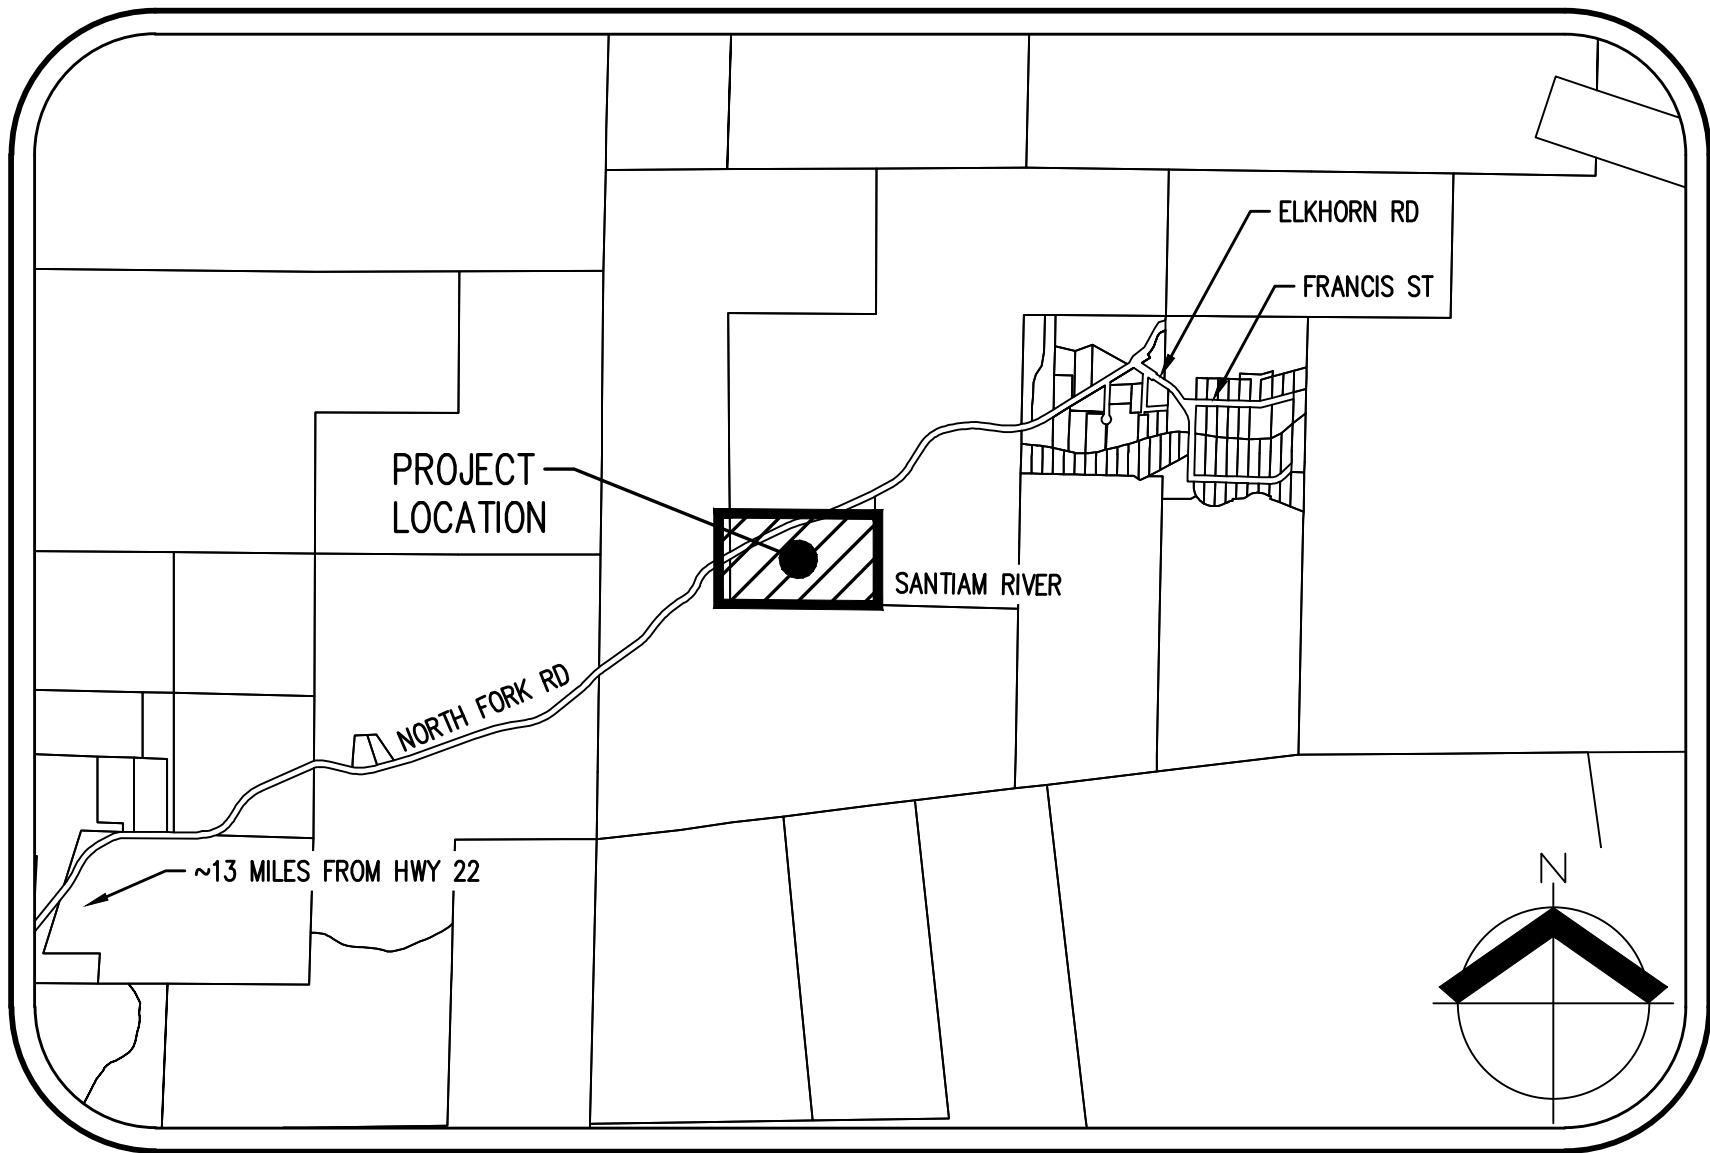 ELKHORN RD
FRANCIS ST
PROJECT
LOCATION
SANTIAM RIVER
NORTH FORK RD
~13 MILES FROM HWY 22
N